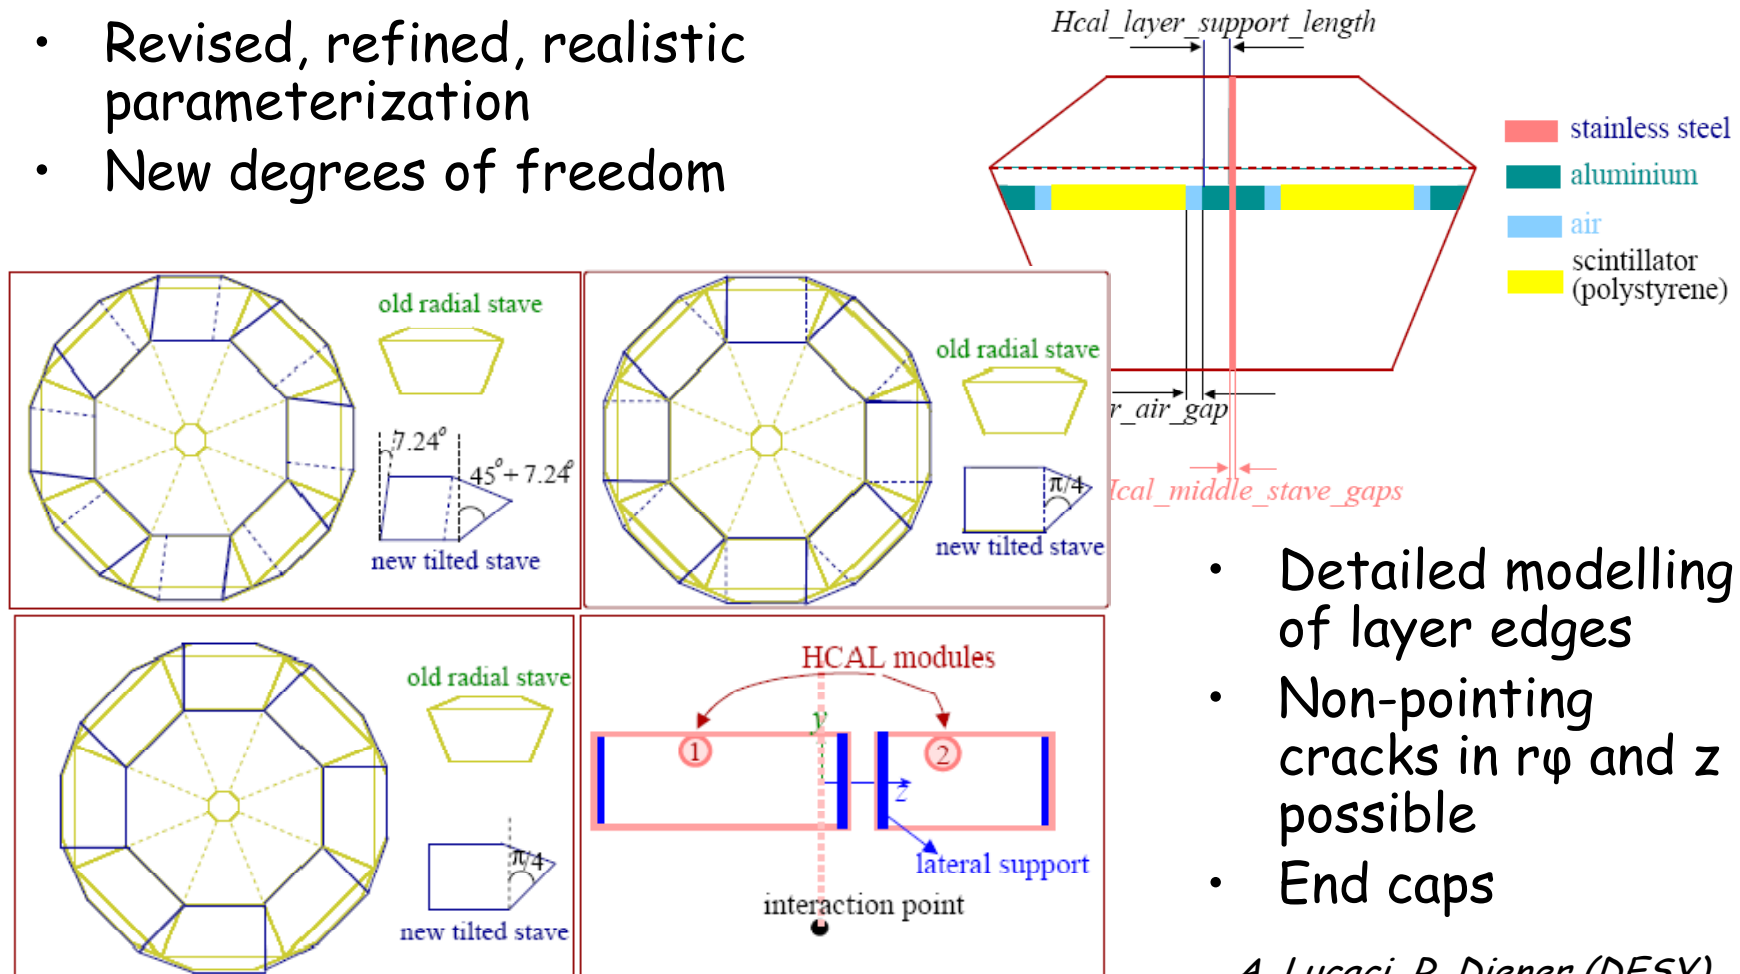 • Revised, refined, realistic
parameterization
• New degrees of freedom
Hcal_layer_support_length
stainless steel
aluminium
air
scintillator
(polystyrene)
r_air_gap
Hcal_middle_stave_gaps
old radial stave
7.24°
45°+ 7.24°
new tilted stave
old radial stave
π/4
new tilted stave
old radial stave
π/4
new tilted stave
HCAL modules
y
1
2
z
lateral support
interaction point
• Detailed modelling
of layer edges
• Non-pointing
cracks in rφ and z
possible
• End caps
A. Lucaci, R. Diener (DESY)